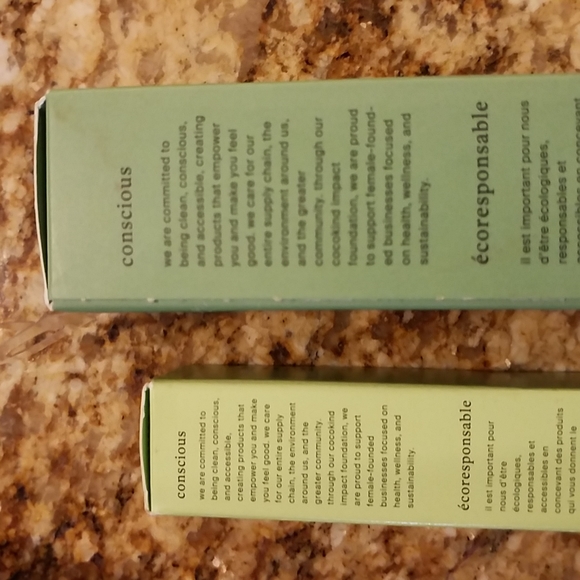 conscious
we are committed to
being clean, conscious,
and accessible, creating
products that empower
you and make you feel
good. we care for our
entire supply chain, the
environment around us,
and the greater
community. through our
cocokind impact
foundation, we are proud
to support female-found-
ed businesses focused
on health, wellness, and
sustainability.
écoresponsable
il est important pour nous
d'être écologiques,
responsables et
conscious
we are committed to
being clean, conscious,
and accessible,
creating products that
empower you and make
you feel good. we care
for our entire supply
chain, the environment
around us, and the
greater community.
through our cocokind
impact foundation, we
are proud to support
female-founded
businesses focused on
health, wellness, and
sustainability.
écoresponsable
il est important pour
nous d'être
écologiques,
responsables et
accessibles en
concevant des produits
qui vous donnent le